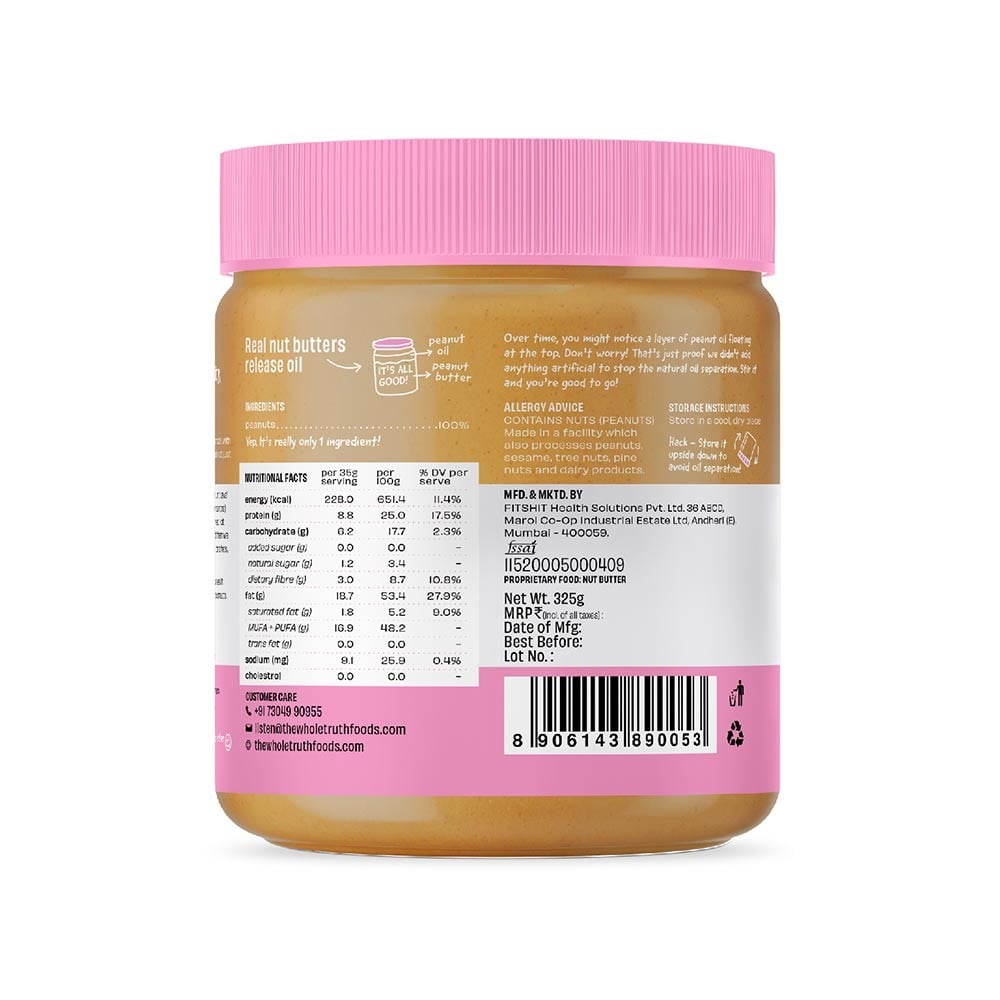 Real nut butters
release oil
peanut
oil
IT'S ALL
GOOD!
peanut
butter
INGREDIENTS
peanuts............................100%
Yep, It's really only 1 ingredient!
NUTRITIONAL FACTS per 35g serving per 100g % DV per serve
energy (kcal) 228.0 651.4 11.4%
protein (g) 8.8 25.0 17.5%
carbohydrate (g) 6.2 17.7 2.3%
added sugar (g) 0.0 0.0 -
natural sugar (g) 1.2 3.4 -
dietary fibre (g) 3.0 8.7 10.8%
fat (g) 18.7 53.4 27.9%
saturated fat (g) 1.8 5.2 9.0%
MUFA + PUFA (g) 16.9 48.2 -
trans fat (g) 0.0 0.0 -
sodium (mg) 9.1 25.9 0.4%
cholestrol 0.0 0.0 -
CUSTOMER CARE
+91 73049 90955
listen@thewholetruthfoods.com
thewholetruthfoods.com
Over time, you might notice a layer of peanut oil floating
at the top. Don't worry! That's just proof we didn't add
anything artificial to stop the natural oil separation. Stir it
and you're good to go!
ALLERGY ADVICE
CONTAINS NUTS (PEANUTS)
Made in a facility which
also processes peanuts,
sesame, tree nuts, pine
nuts and dairy products.
STORAGE INSTRUCTIONS
Store in a cool, dry place
Hack - Store it
upside down to
avoid oil separation!
MFD. & MKTD. BY
FITSHIT Health Solutions Pvt. Ltd. 36 ABCD,
Marol Co-Op Industrial Estate Ltd, Andheri (E),
Mumbai - 400059.
fssai
11520005000409
PROPRIETARY FOOD: NUT BUTTER
Net Wt. 325g
MRP ₹ (incl. of all taxes) :
Date of Mfg:
Best Before:
Lot No. :
8 906143 890053